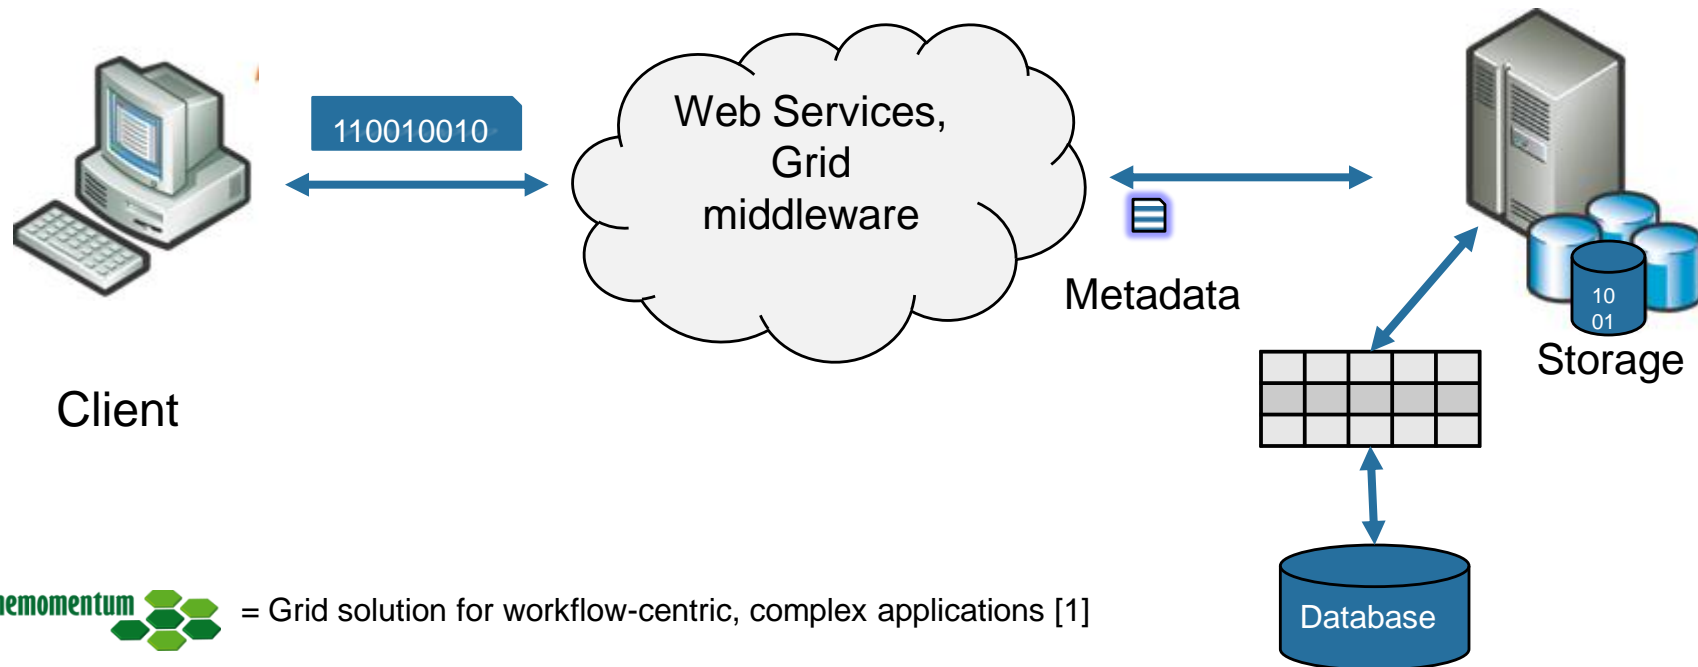 110010010
Web Services,
Grid
middleware
Metadata
10
01
Storage
Client
= Grid solution for workflow-centric, complex applications [1]
Database